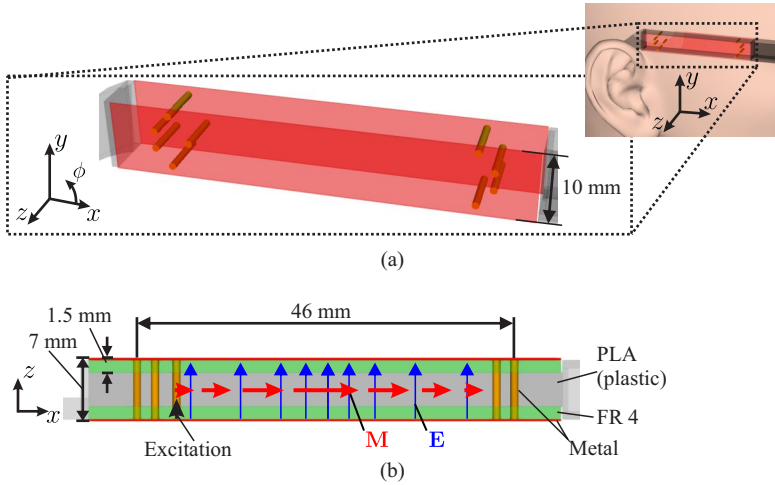 x
z
y
ϕ
z
x
10 mm
(a)
46 mm
1.5 mm
7 mm
PLA
(plastic)
z
FR 4
x
Excitation
M
E
Metal
(b)